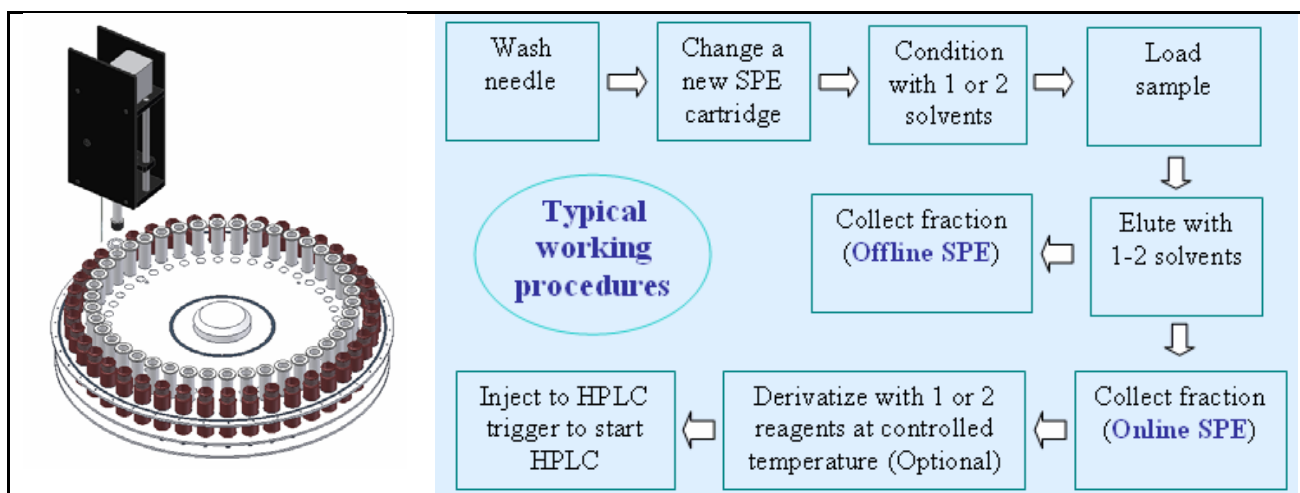 Wash
needle
Change a
new SPE
cartridge
Condition
with 1 or 2
solvents
Load
sample
Typical
working
procedures
Collect fraction
(Offline SPE)
Elute with
1-2 solvents
Inject to HPLC
trigger to start
HPLC
Derivatize with 1 or 2
reagents at controlled
temperature (Optional)
Collect fraction
(Online SPE)